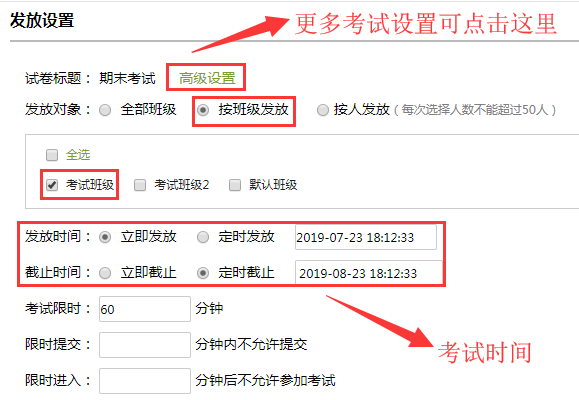 发放设置
更多考试设置可点击这里
试卷标题： 期末考试 高级设置
发放对象： 全部班级 按班级发放 按人发放（每次选择人数不能超过50人）
全选
考试班级 考试班级2 默认班级
发放时间： 立即发放 定时发放 2019-07-23 18:12:33
截止时间： 立即截止 定时截止 2019-08-23 18:12:33
考试限时： 60 分钟
限时提交： 分钟内不允许提交
考试时间
限时进入： 分钟后不允许参加考试